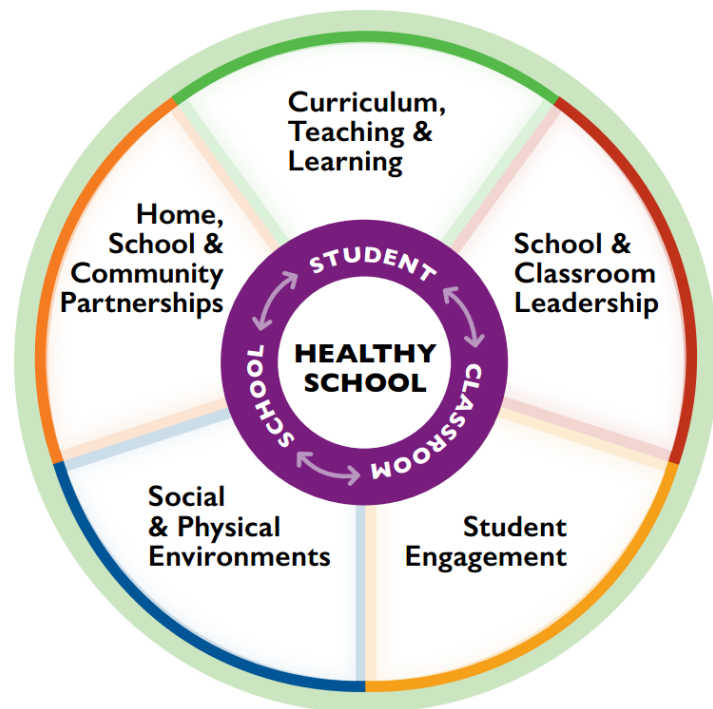 Curriculum,
Teaching &
Learning
Home,
School &
Community
Partnerships
School &
Classroom
Leadership
STUDENT
CLASSROOM
SCHOOL
HEALTHY
SCHOOL
Social
& Physical
Environments
Student
Engagement